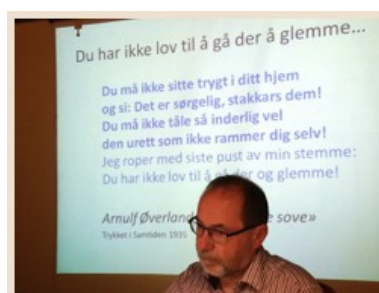 Du har ikke lov til å gå der å glemme...
Du må ikke sitte trygt i ditt hjem
og si: Det er sørgelig, stakkars dem!
Du må ikke tåle så inderlig vel
den urett som ikke rammer dig selv!
Jeg roper med siste pust av min stemme:
Du har ikke lov til å gå der og glemme!
Arnulf Øverland e sove»
Trykket i Samtiden 1935